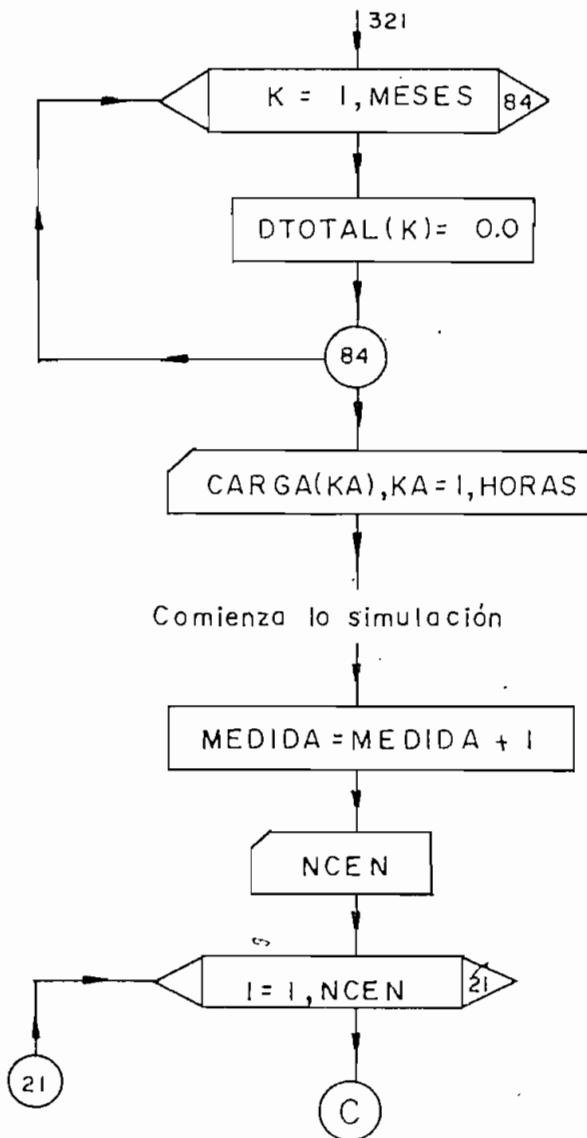 321
K = 1, MESES 84
DTOTAL(K)= 0.0
84
CARGA(KA), KA=1, HORAS
Comienza lo simulación
MEDIDA = MEDIDA + 1
NCEN
I = 1, NCEN 21
21
C